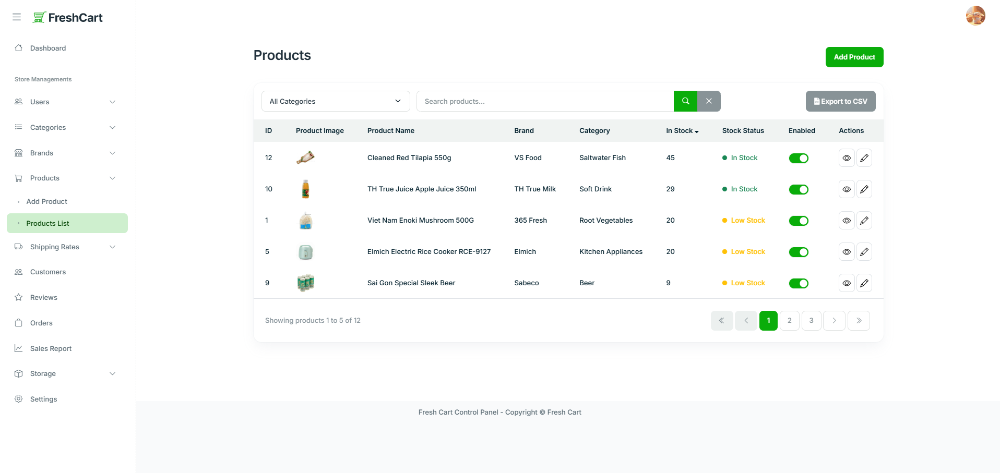 FreshCart
Dashboard
Store Managements
Users
Categories
Brands
Products
Add Product
Products List
Shipping Rates
Customers
Reviews
Orders
Sales Report
Storage
Settings
Products
Add Product
All Categories
Search products...
Export to CSV
ID Product Image Product Name Brand Category In Stock Stock Status Enabled Actions
12 Cleaned Red Tilapia 550g VS Food Saltwater Fish 45 In Stock
10 TH True Juice Apple Juice 350ml TH True Milk Soft Drink 29 In Stock
1 Viet Nam Enoki Mushroom 500G 365 Fresh Root Vegetables 20 Low Stock
5 Elmich Electric Rice Cooker RCE-9127 Elmich Kitchen Appliances 20 Low Stock
9 Sai Gon Special Sleek Beer Sabeco Beer 9 Low Stock
Showing products 1 to 5 of 12
« ‹ 1 2 3 › »
Fresh Cart Control Panel - Copyright © Fresh Cart